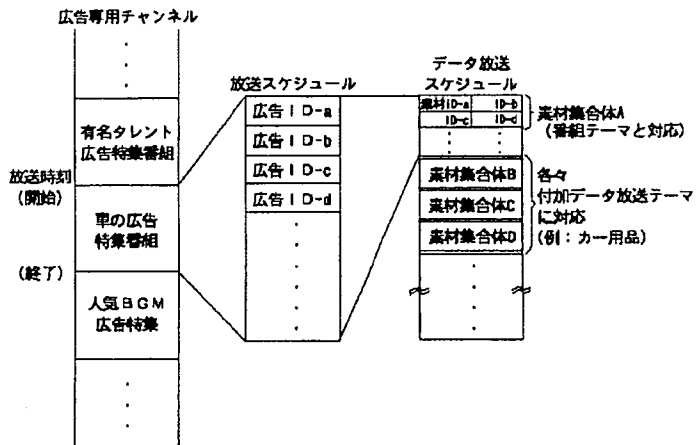 広告専用チャンネル
有名タレント
広告特集番組
放送時刻
(開始)
車の広告
特集番組
(終了)
人気BGM
広告特集
放送スケジュール
広告ID-a
広告ID-b
広告ID-c
広告ID-d
データ放送
スケジュール
素材ID-a
ID-b
ID-c
ID-d
素材集合体A
(番組テーマと対応)
素材集合体B
素材集合体C
素材集合体D
各々
付加データ放送テーマ
に対応
(例:カー用品)